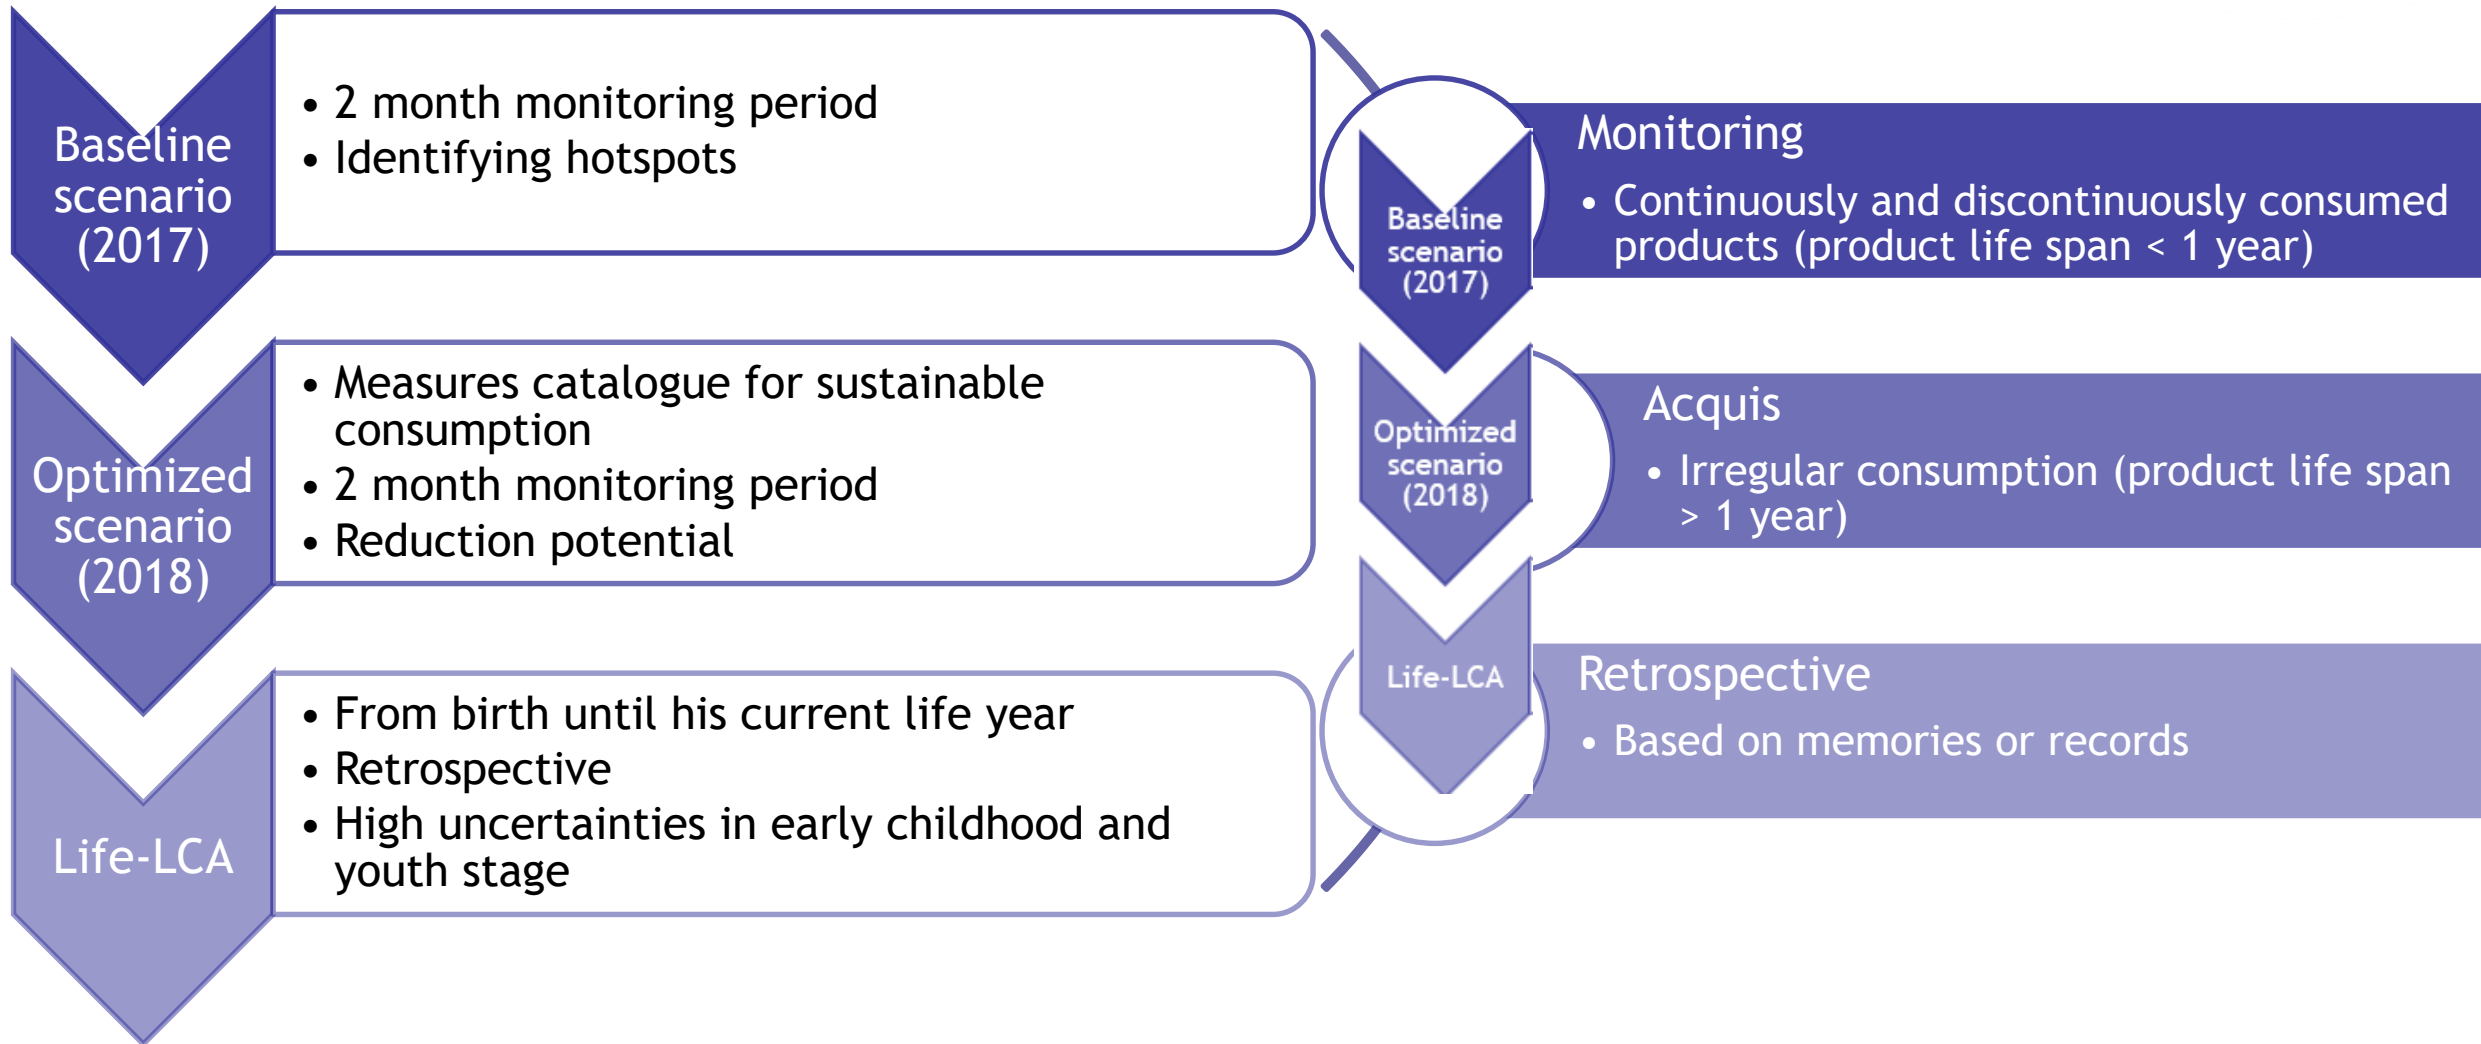 Baseline
scenario
(2017)
• 2 month monitoring period
• Identifying hotspots
Optimized
scenario
(2018)
• Measures catalogue for sustainable
consumption
• 2 month monitoring period
• Reduction potential
Life-LCA
• From birth until his current life year
• Retrospective
• High uncertainties in early childhood and
youth stage
Baseline
scenario
(2017)
Optimized
scenario
(2018)
Life-LCA
Monitoring
• Continuously and discontinuously consumed
products (product life span < 1 year)
Acquis
• Irregular consumption (product life span
> 1 year)
Retrospective
• Based on memories or records